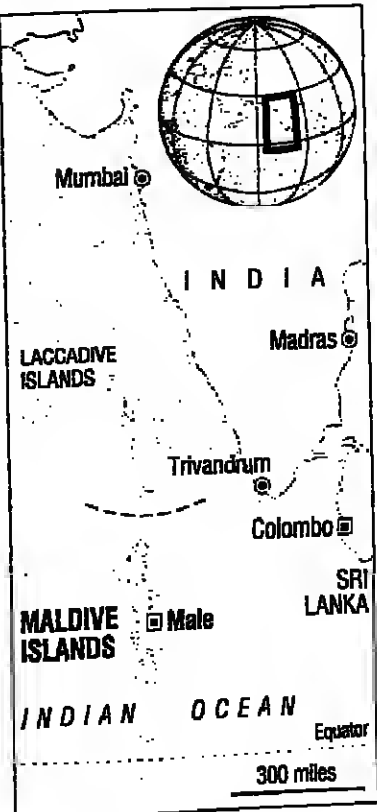 Mumbai
INDIA
Madras
LACCADIVE
ISLANDS
Trivandrum
Colombo
SRI
LANKA
MALDIVE
ISLANDS
Male
INDIAN OCEAN
Equator
300 miles